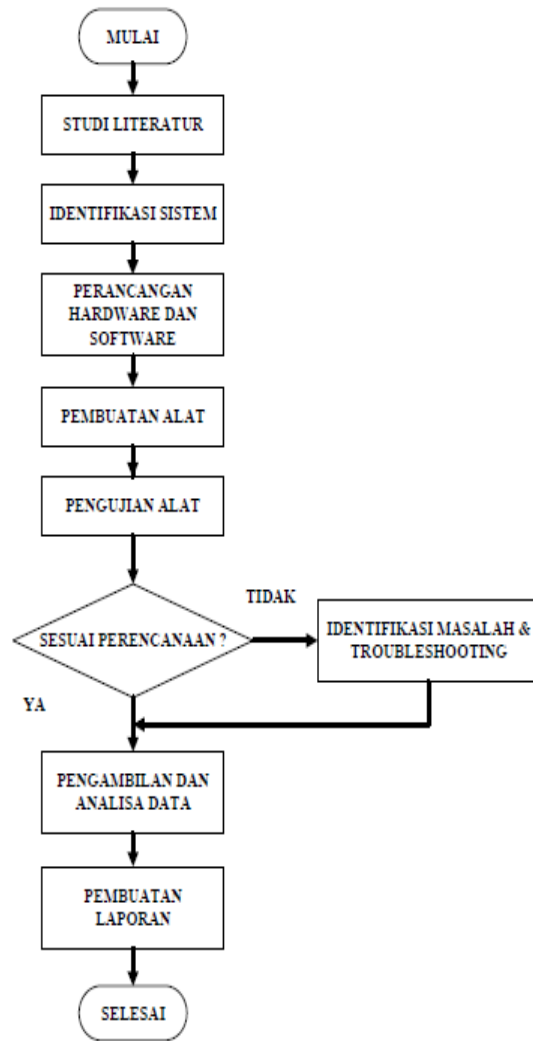 MULAI
STUDI LITERATUR
IDENTIFIKASI SISTEM
PERANCANGAN
HARDWARE DAN
SOFTWARE
PEMBUATAN ALAT
PENGUJIAN ALAT
SESUAI PERENCANAAN ?
TIDAK
IDENTIFIKASI MASALAH &
TROUBLESHOOTING
YA
PENGAMBILAN DAN
ANALISA DATA
PEMBUATAN
LAPORAN
SELESAI